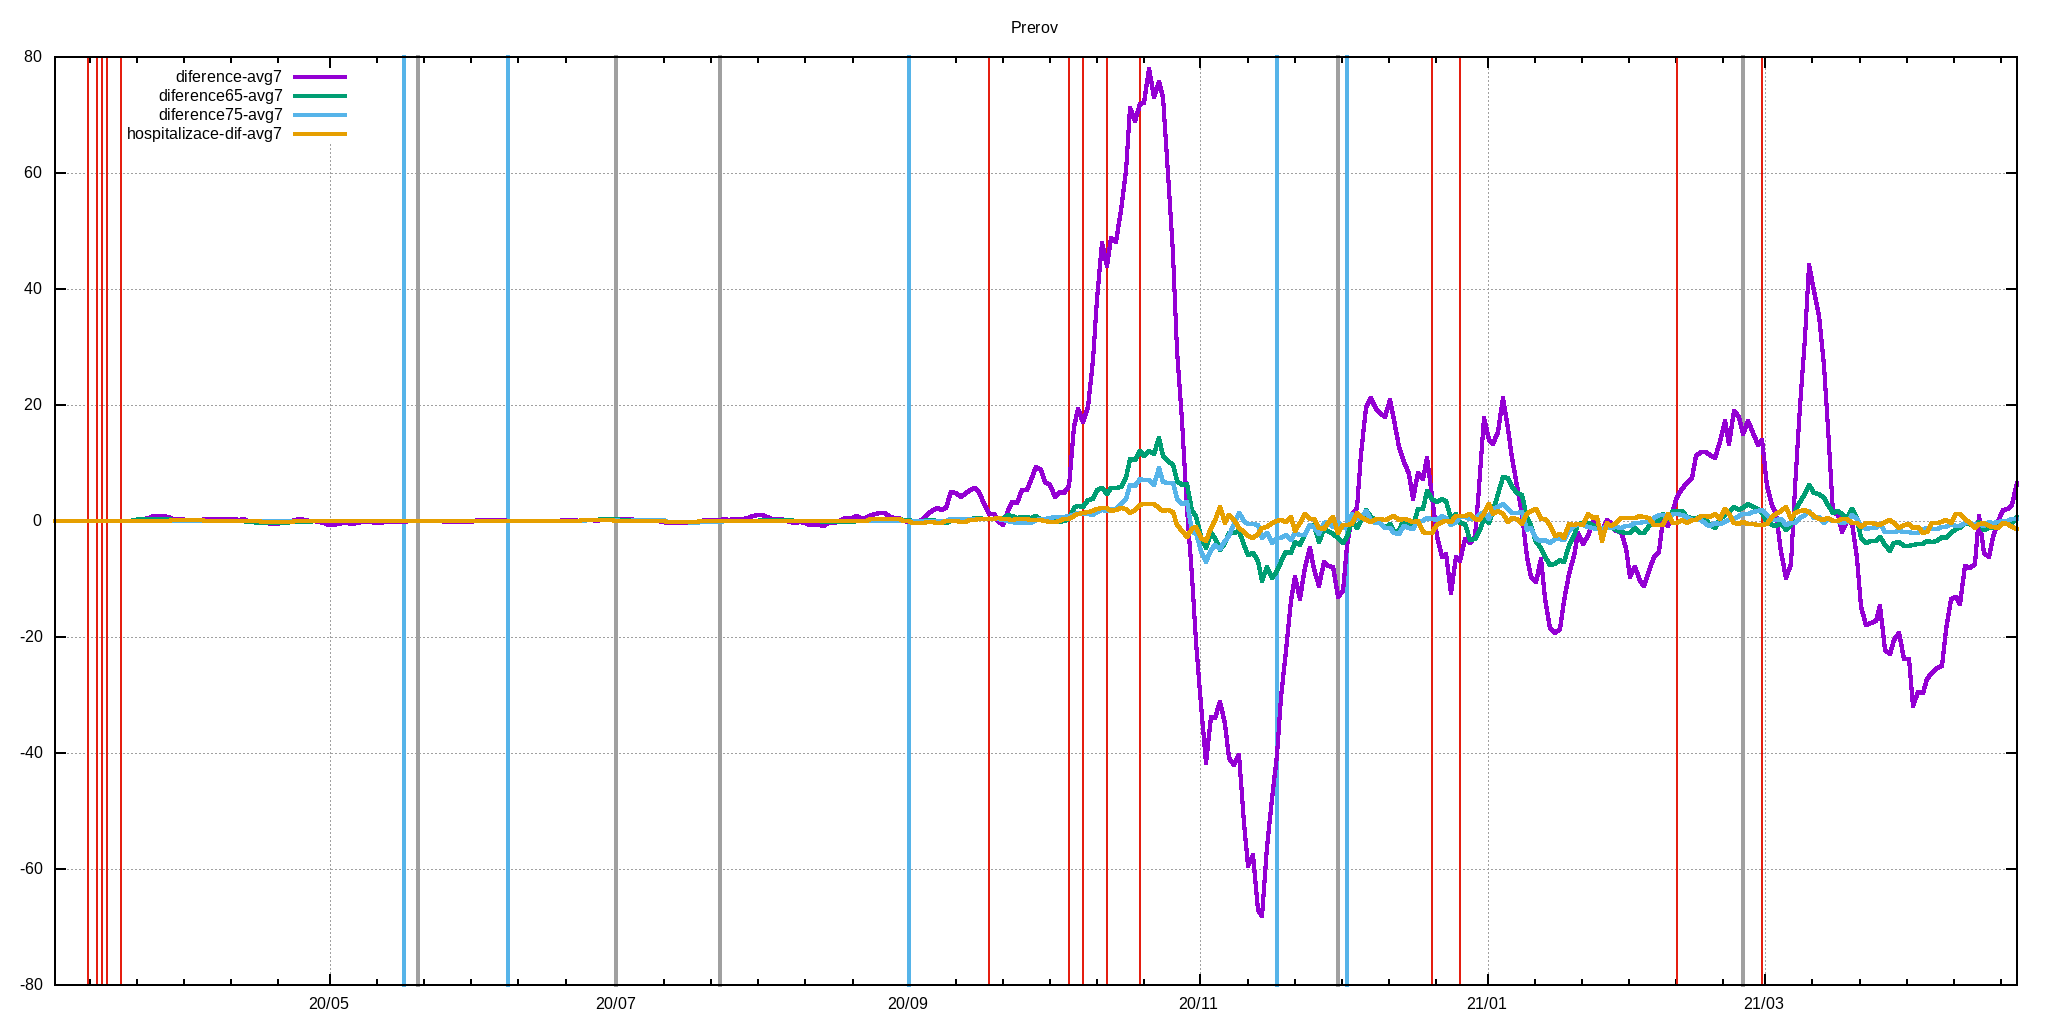 Prerov
diference-avg7
diference65-avg7
diference75-avg7
hospitalizace-dif-avg7
80
60
40
20
0
-20
-40
-60
-80
20/05 20/07 20/09 20/11 21/01 21/03